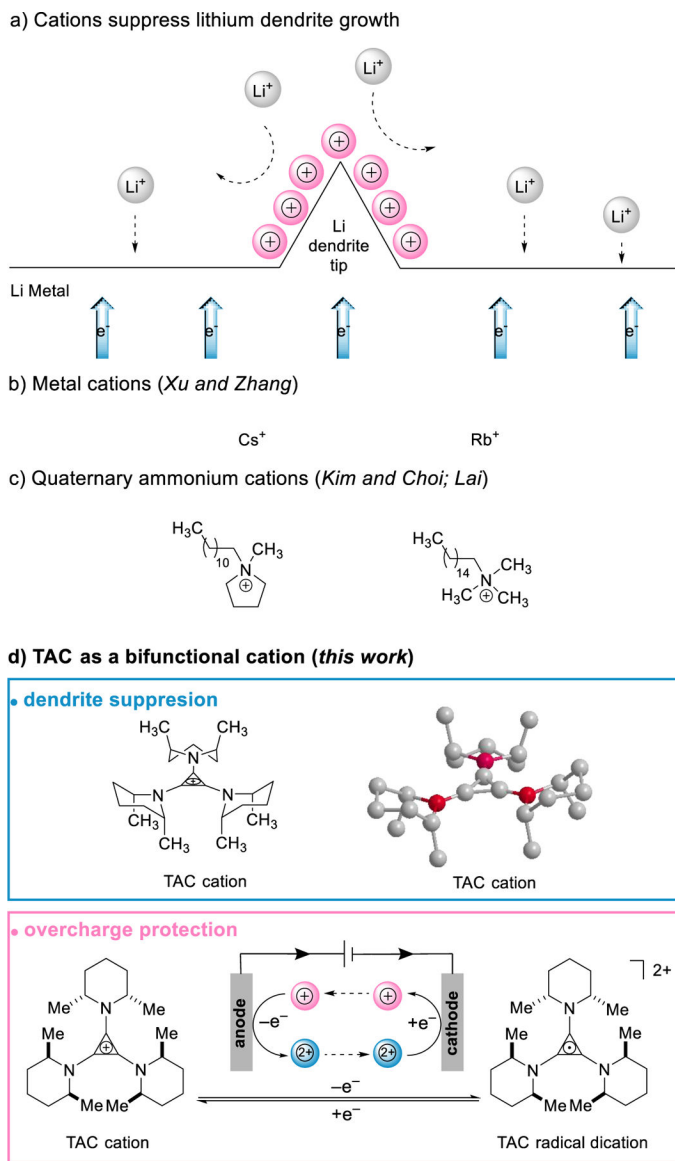 a) Cations suppress lithium dendrite growth
Li+
Li+
Li+
Li+
Li+
Li
dendrite
tip
Li Metal
e-
e-
e-
e-
e-
b) Metal cations (Xu and Zhang)
Cs+ Rb+
c) Quaternary ammonium cations (Kim and Choi; Lai)
H3C
10
N
CH3
H3C
14
N
CH3
H3C
CH3
d) TAC as a bifunctional cation (this work)
• dendrite suppresion
H3C CH3
N
N N
CH3 CH3
CH3 CH3
TAC cation TAC cation
• overcharge protection
anode
cathode
+ +
–e–
+e–
2+ 2+
Me Me
N
Me Me
N N
Me Me
TAC cation
–e–
+e–
2+
Me Me
N
Me Me
N N
Me Me
TAC radical dication